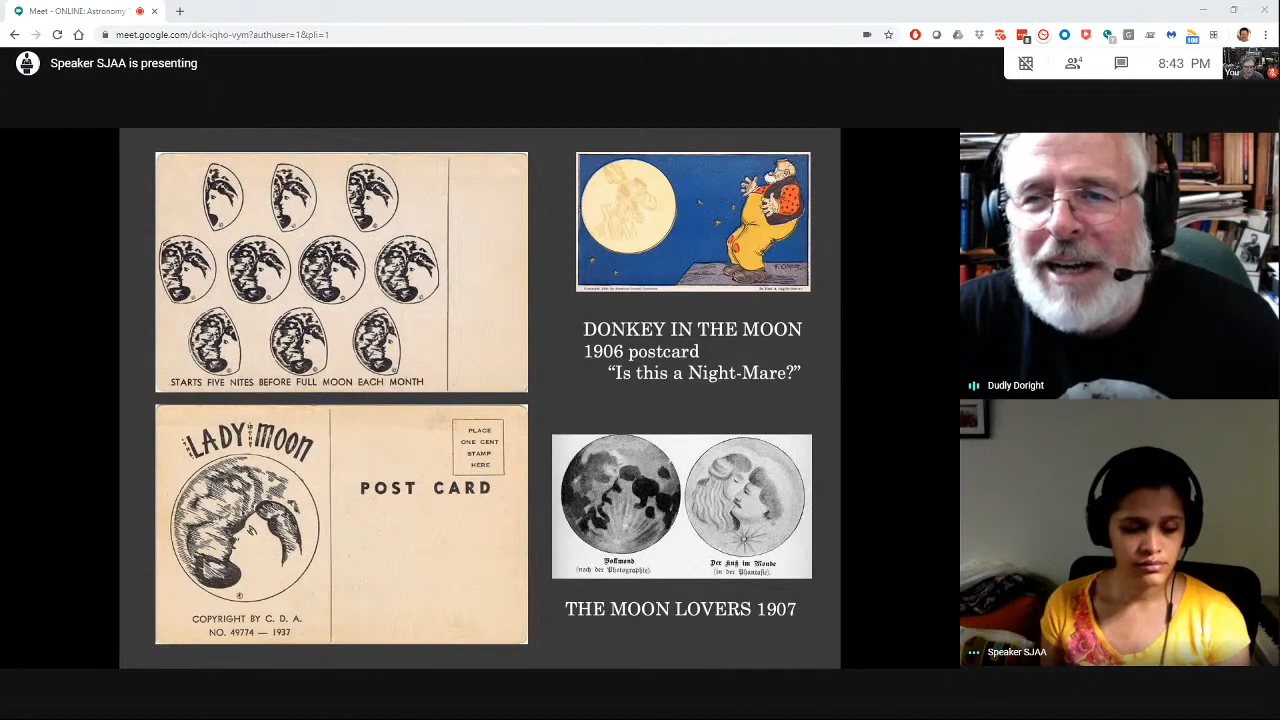 Meet - ONLINE: Astronomy
meet.google.com/dck-iqho-vym?authuser=1&pli=1
Speaker SJAA is presenting
4
8:43 PM
You
STARTS FIVE NITES BEFORE FULL MOON EACH MONTH
LADY MOON
PLACE
ONE CENT
STAMP
HERE
POST CARD
COPYRIGHT BY C. D. A.
NO. 49774 — 1937
DONKEY IN THE MOON
1906 postcard
“Is this a Night-Mare?”
Vollmond
(nach der Photographie).
Der Kuß im Monde
(in der Phantasie).
THE MOON LOVERS 1907
Dudly Doright
Speaker SJAA